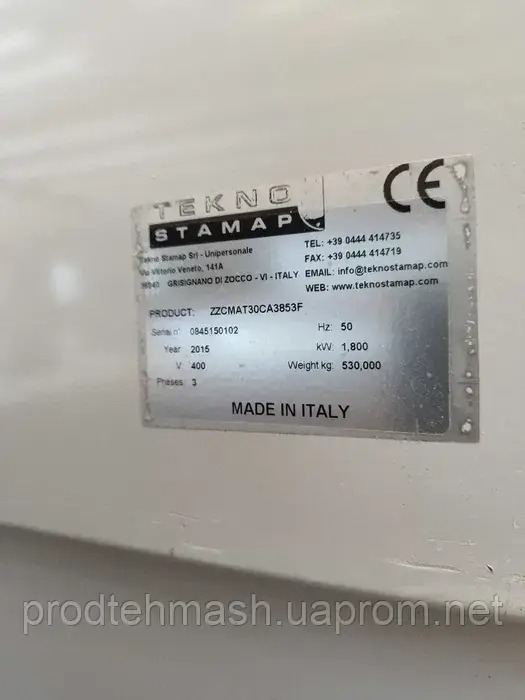 TEKNO
STAMAP
CE
Tekno Stamap Srl - Unipersonale
Via Vittorio Veneto, 141A
36040 GRISIGNANO DI ZOCCO - VI - ITALY
TEL: +39 0444 414735
FAX: +39 0444 414719
EMAIL: info@teknostamap.com
WEB: www.teknostamap.com
PRODUCT: ZZCMAT30CA3853F
Serial n° 0845150102 Hz: 50
Year 2015 kW: 1,800
V 400 Weight kg: 530,000
Phases 3
MADE IN ITALY
prodtehmash.uaprom.net